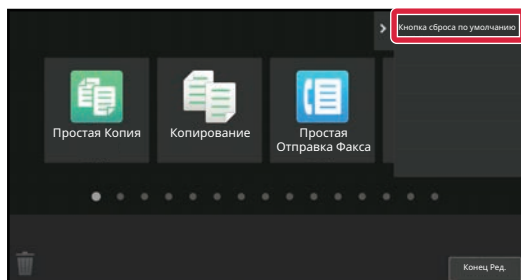 Кнопка сброса по умолчанию
Простая Копия
Копирование
Простая
Отправка Факса
Конец Ред.